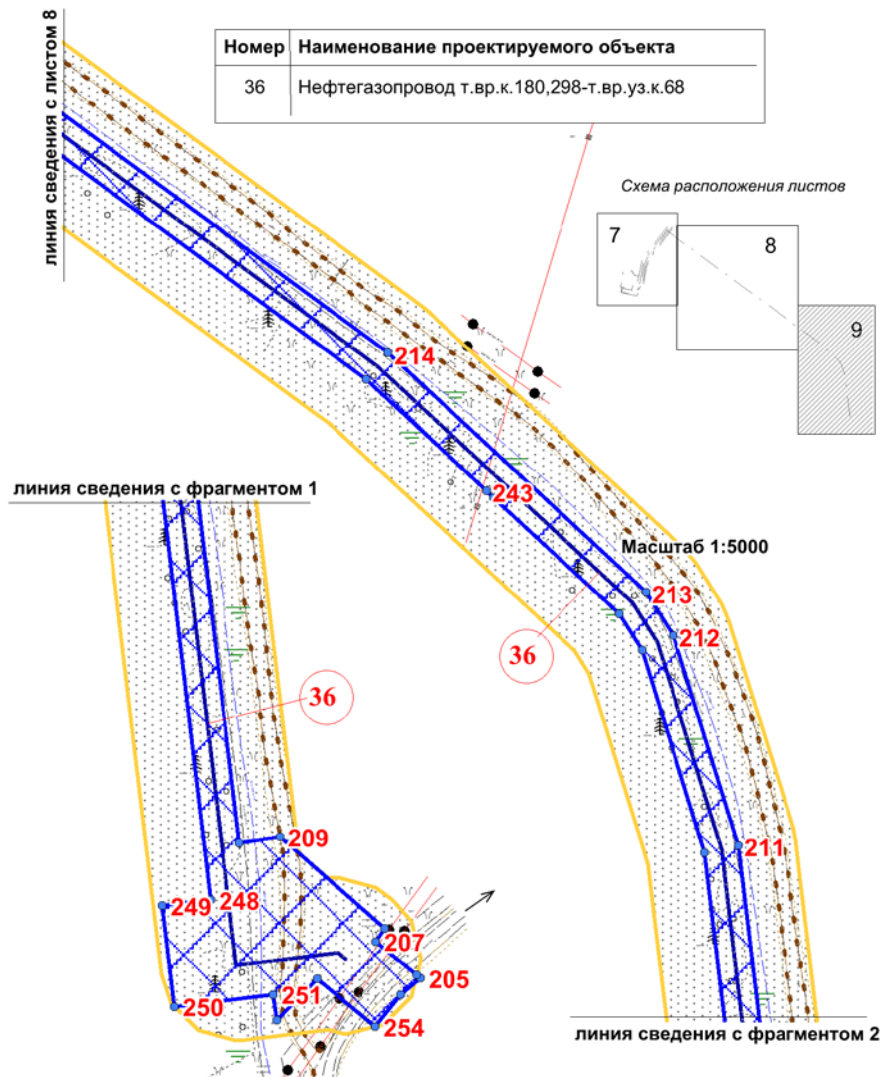 Номер Наименование проектируемого объекта
36 Нефтегазопровод т.вр.к.180,298-т.вр.уз.к.68
линия сведения с листом 8
Схема расположения листов
7
8
9
214
243
линия сведения с фрагментом 1
Масштаб 1:5000
213
212
36
36
211
209
249
248
207
205
250
251
254
линия сведения с фрагментом 2